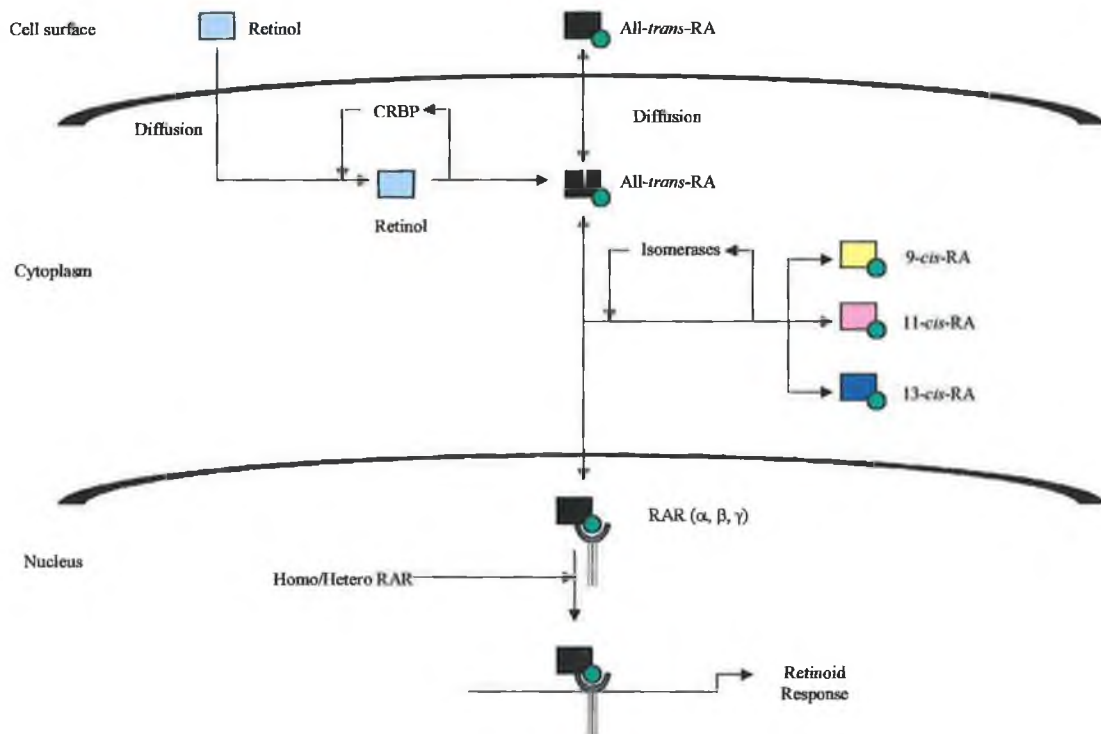 Cell surface
Retinol
All-trans-RA
CRBP
Diffusion
Diffusion
All-trans-RA
Retinol
Isomerases
9-cis-RA
Cytoplasm
11-cis-RA
13-cis-RA
RAR (α, β, γ)
Nucleus
Homo/Hetero RAR
Retinoid
Response